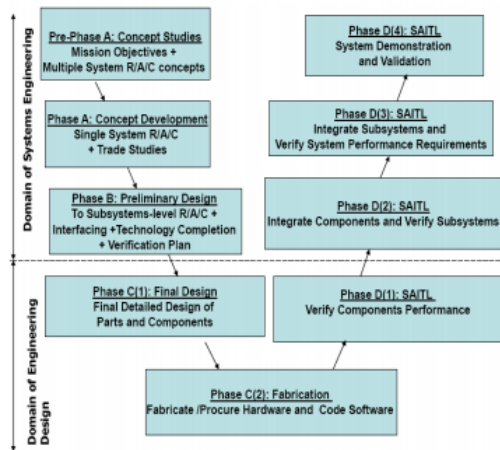 Domain of Systems Engineering
Pre-Phase A: Concept Studies
Mission Objectives +
Multiple System R/A/C concepts
Phase A: Concept Development
Single System R/A/C
+ Trade Studies
Phase B: Preliminary Design
To Subsystems-level R/A/C +
Interfacing +Technology Completion
+ Verification Plan
Phase D(4): SAITL
System Demonstration
and Validation
Phase D(3): SAITL
Integrate Subsystems and
Verify System Performance Requirements
Phase D(2): SAITL
Integrate Components and Verify Subsystems
Domain of Engineering
Design
Phase C(1): Final Design
Final Detailed Design of
Parts and Components
Phase D(1): SAITL
Verify Components Performance
Phase C(2): Fabrication
Fabricate /Procure Hardware and Code Software